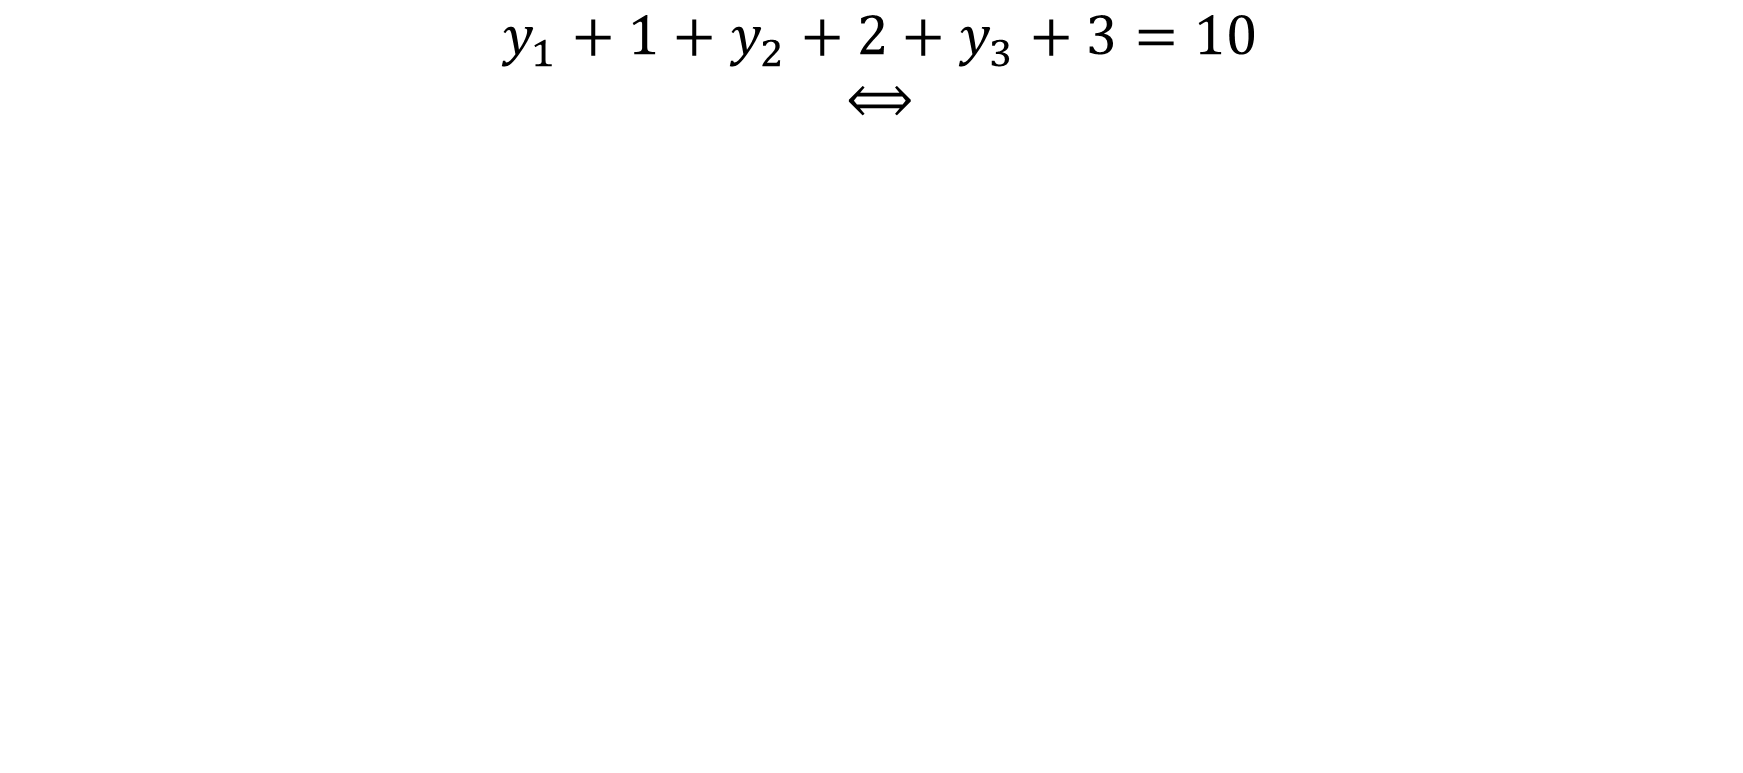 y₁ + 1 + y₂ + 2 + y₃ + 3 = 10
⟺